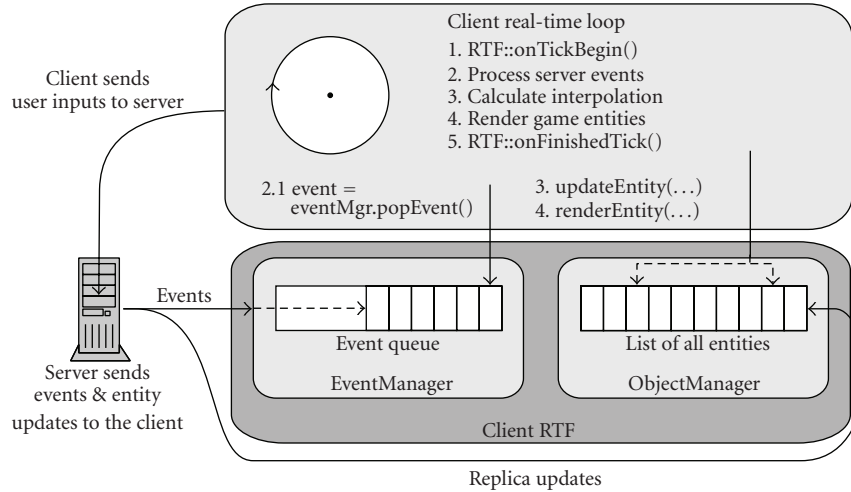 Client real-time loop
1. RTF::onTickBegin()
2. Process server events
3. Calculate interpolation
4. Render game entities
5. RTF::onFinishedTick()
Client sends
user inputs to server
2.1 event =
eventMgr.popEvent()
3. updateEntity(...)
4. renderEntity(...)
Events
Event queue
EventManager
List of all entities
ObjectManager
Server sends
events & entity
updates to the client
Client RTF
Replica updates